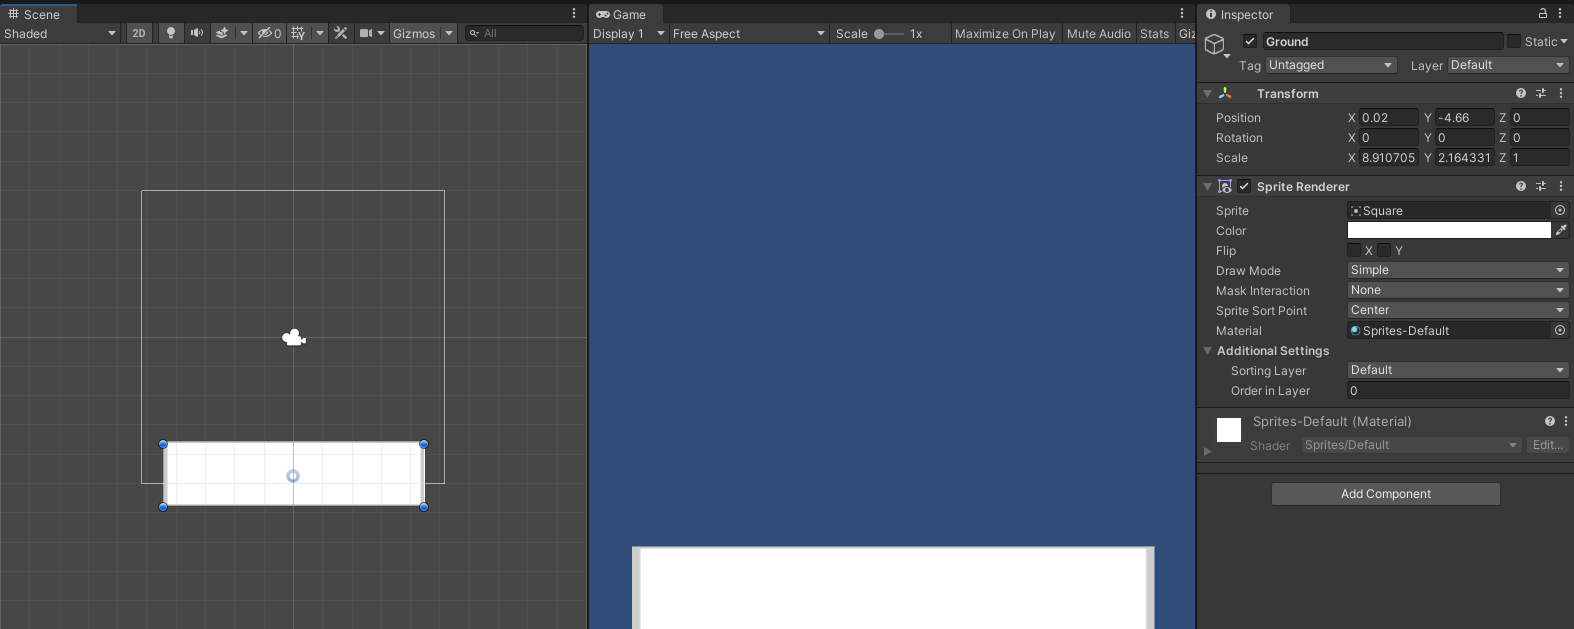 Scene
Shaded
2D
0
Gizmos
All
Game
Display 1
Free Aspect
Scale
1x
Maximize On Play
Mute Audio
Stats
Giz
Inspector
Ground
Static
Tag Untagged
Layer Default
Transform
Position X 0.02 Y -4.66 Z 0
Rotation X 0 Y 0 Z 0
Scale X 8.910705 Y 2.164331 Z 1
Sprite Renderer
Sprite Square
Color
Flip X Y
Draw Mode Simple
Mask Interaction None
Sprite Sort Point Center
Material Sprites-Default
Additional Settings
Sorting Layer Default
Order in Layer 0
Sprites-Default (Material)
Shader Sprites/Default Edit...
Add Component